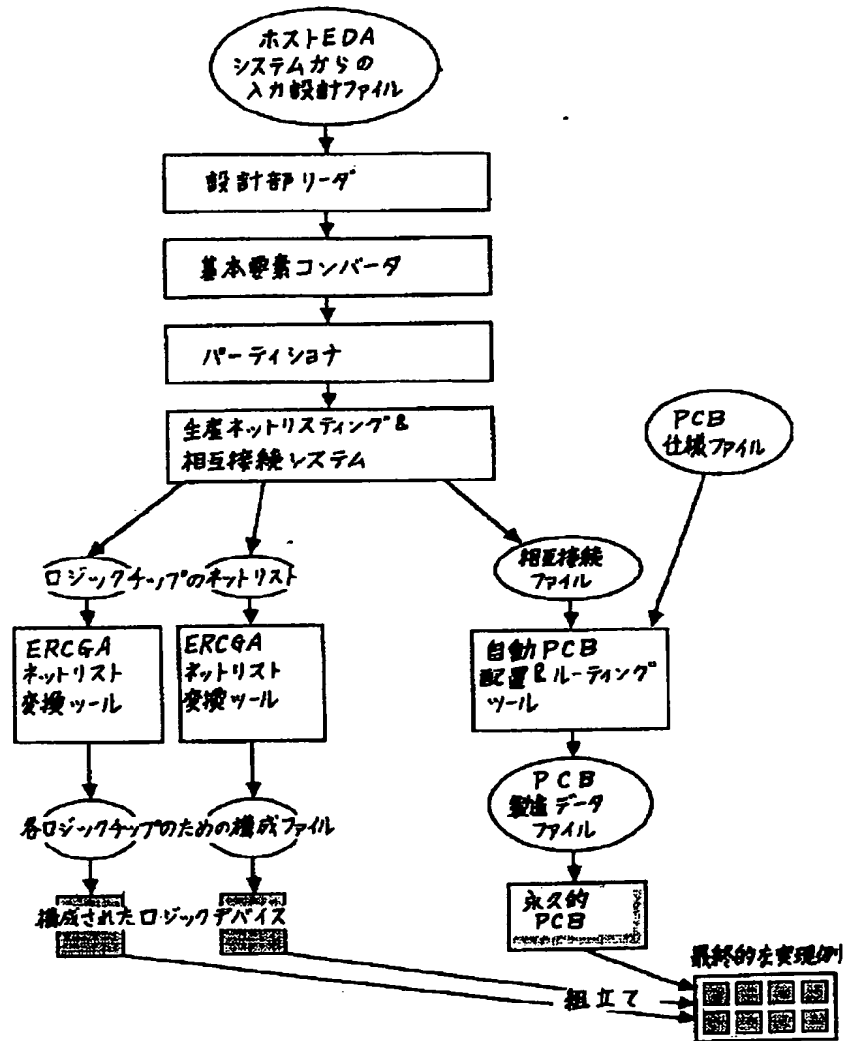 ホストEDA
システムからの
入力設計ファイル
設計部リーダ
基本要素コンバータ
パーティショナ
生産ネットリスティング&
相互接続システム
PCB
仕様ファイル
ロジックチップのネットリスト
相互接続
ファイル
ERCGA
ネットリスト
変換ツール
ERCGA
ネットリスト
変換ツール
自動PCB
配置&ルーティング
ツール
各ロジックチップのための構成ファイル
PCB
製造データ
ファイル
構成されたロジックデバイス
永久的
PCB
最終的な実現例
組立て